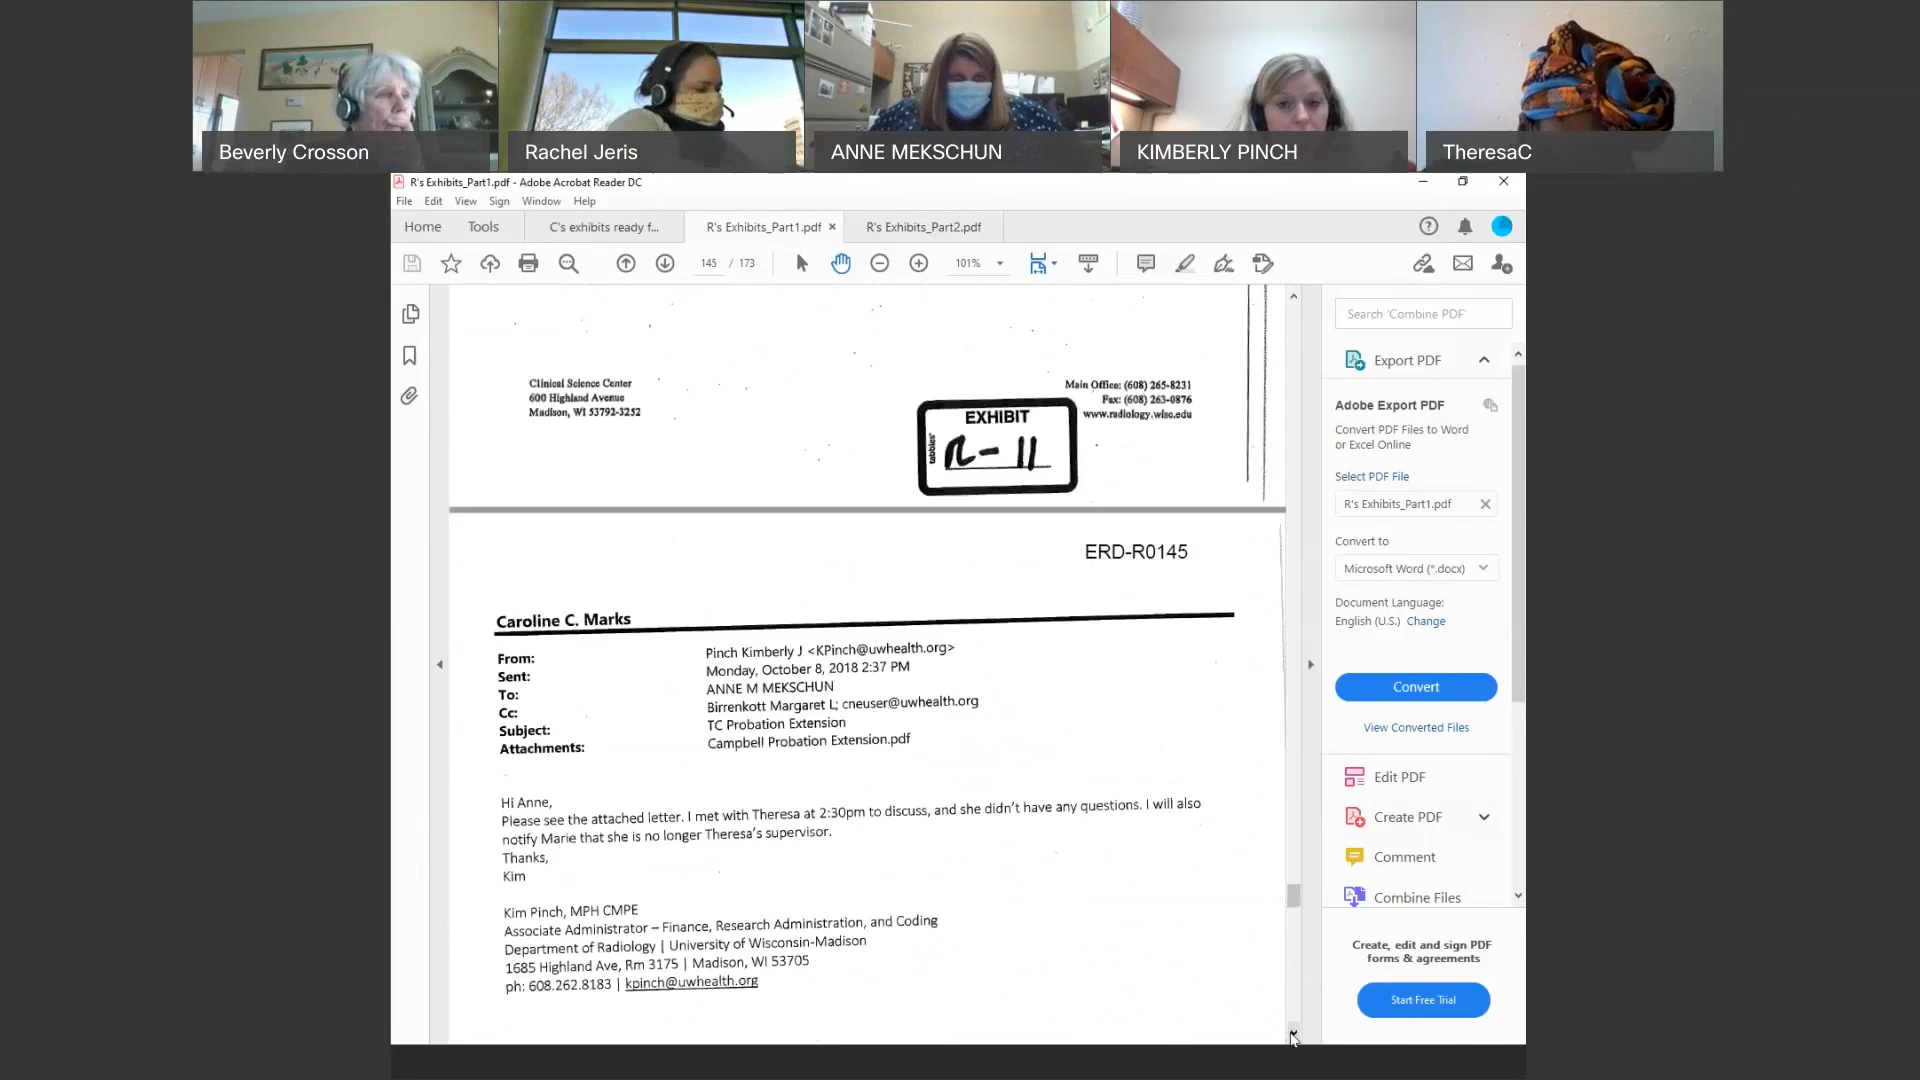 Beverly Crosson
Rachel Jeris
ANNE MEKSCHUN
KIMBERLY PINCH
TheresaC
R's Exhibits_Part1.pdf - Adobe Acrobat Reader DC
File Edit View Sign Window Help
Home Tools C's exhibits ready f... R's Exhibits_Part1.pdf × R's Exhibits_Part2.pdf
145 / 173 101%
Clinical Science Center
600 Highland Avenue
Madison, WI 53792-3252
Main Office: (608) 265-8231
Fax: (608) 263-0876
www.radiology.wisc.edu
EXHIBIT
tabbies'
R-11
ERD-R0145
Caroline C. Marks
From: Pinch Kimberly J <KPinch@uwhealth.org>
Sent: Monday, October 8, 2018 2:37 PM
To: ANNE M MEKSCHUN
Cc: Birrenkott Margaret L; cneuser@uwhealth.org
Subject: TC Probation Extension
Attachments: Campbell Probation Extension.pdf
Hi Anne,
Please see the attached letter. I met with Theresa at 2:30pm to discuss, and she didn't have any questions. I will also
notify Marie that she is no longer Theresa's supervisor.
Thanks,
Kim
Kim Pinch, MPH CMPE
Associate Administrator – Finance, Research Administration, and Coding
Department of Radiology | University of Wisconsin-Madison
1685 Highland Ave, Rm 3175 | Madison, WI 53705
ph: 608.262.8183 | kpinch@uwhealth.org
Search 'Combine PDF'
Export PDF
Adobe Export PDF
Convert PDF Files to Word
or Excel Online
Select PDF File
R's Exhibits_Part1.pdf
Convert to
Microsoft Word (*.docx)
Document Language:
English (U.S.) Change
Convert
View Converted Files
Edit PDF
Create PDF
Comment
Combine Files
Create, edit and sign PDF
forms & agreements
Start Free Trial